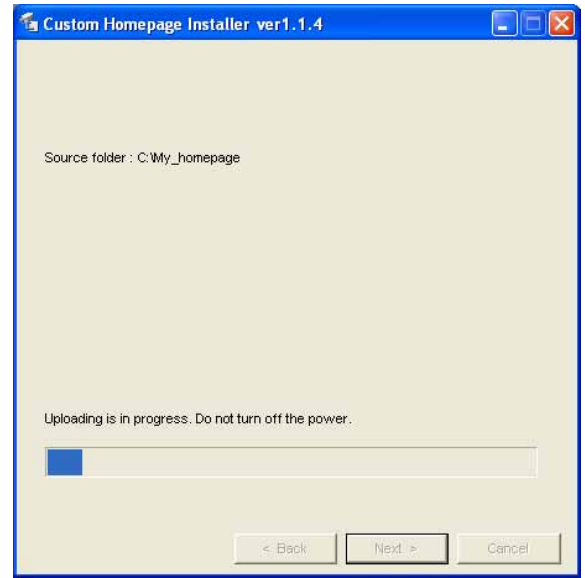 Custom Homepage Installer ver1.1.4
Source folder : C:\My_homepage
Uploading is in progress. Do not turn off the power.
< Back
Next >
Cancel